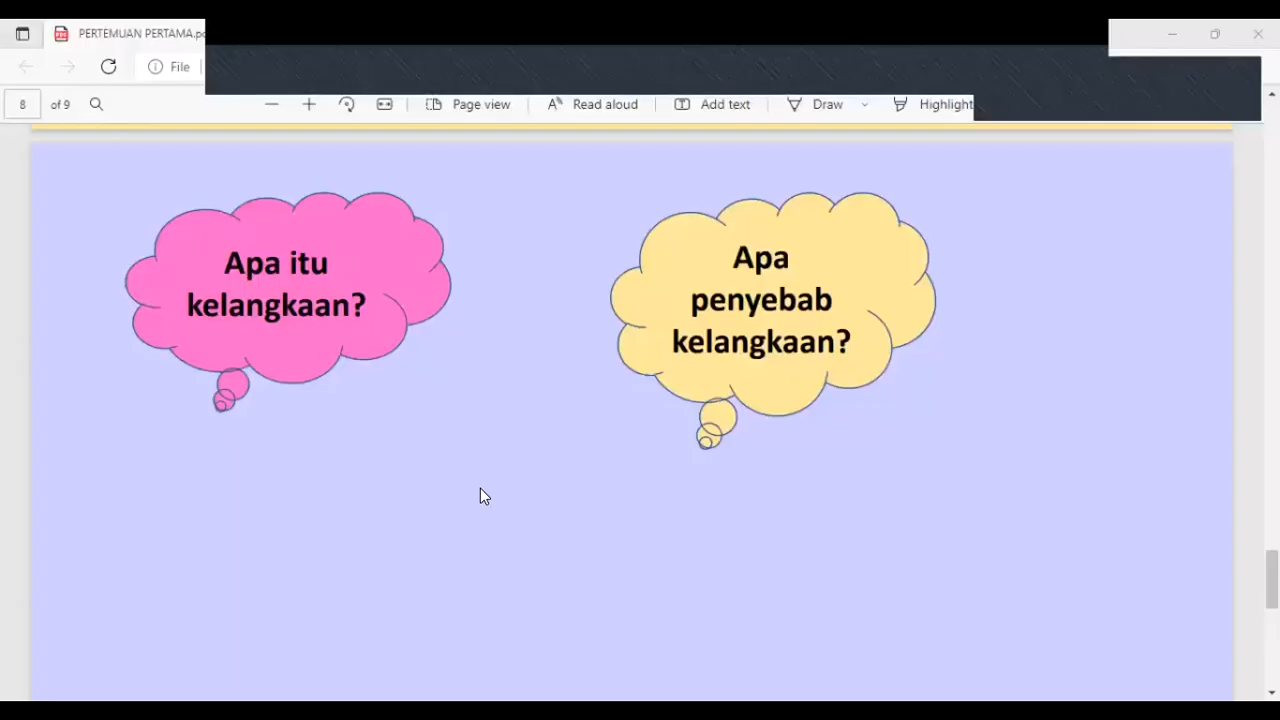 PERTEMUAN PERTAMA.pd
File
8 of 9
Page view
Read aloud
Add text
Draw
Highlight
Apa itu
kelangkaan?
Apa
penyebab
kelangkaan?